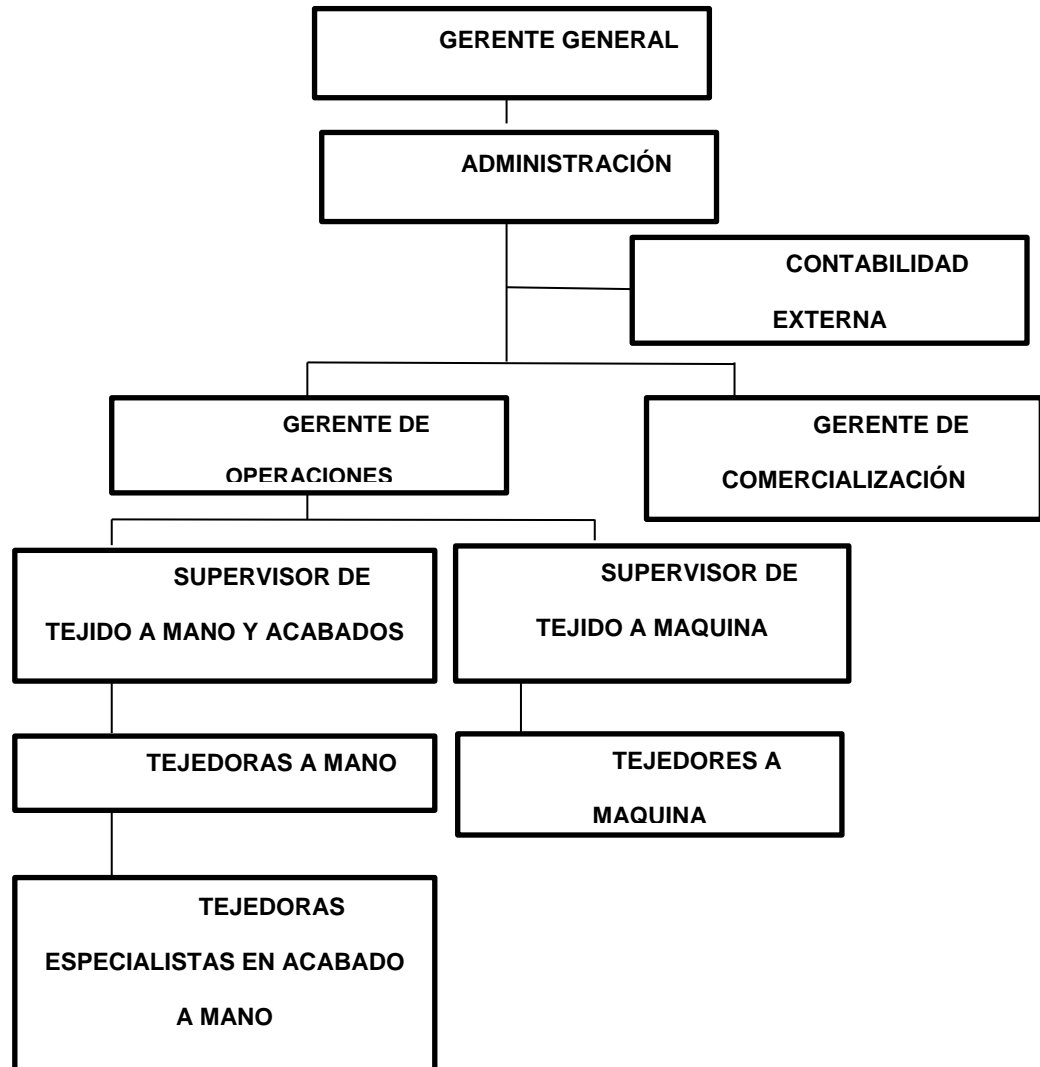 GERENTE GENERAL
ADMINISTRACIÓN
CONTABILIDAD
EXTERNA
GERENTE DE
OPERACIONES
GERENTE DE
COMERCIALIZACIÓN
SUPERVISOR DE
TEJIDO A MANO Y ACABADOS
SUPERVISOR DE
TEJIDO A MAQUINA
TEJEDORAS A MANO
TEJEDORES A
MAQUINA
TEJEDORAS
ESPECIALISTAS EN ACABADO
A MANO